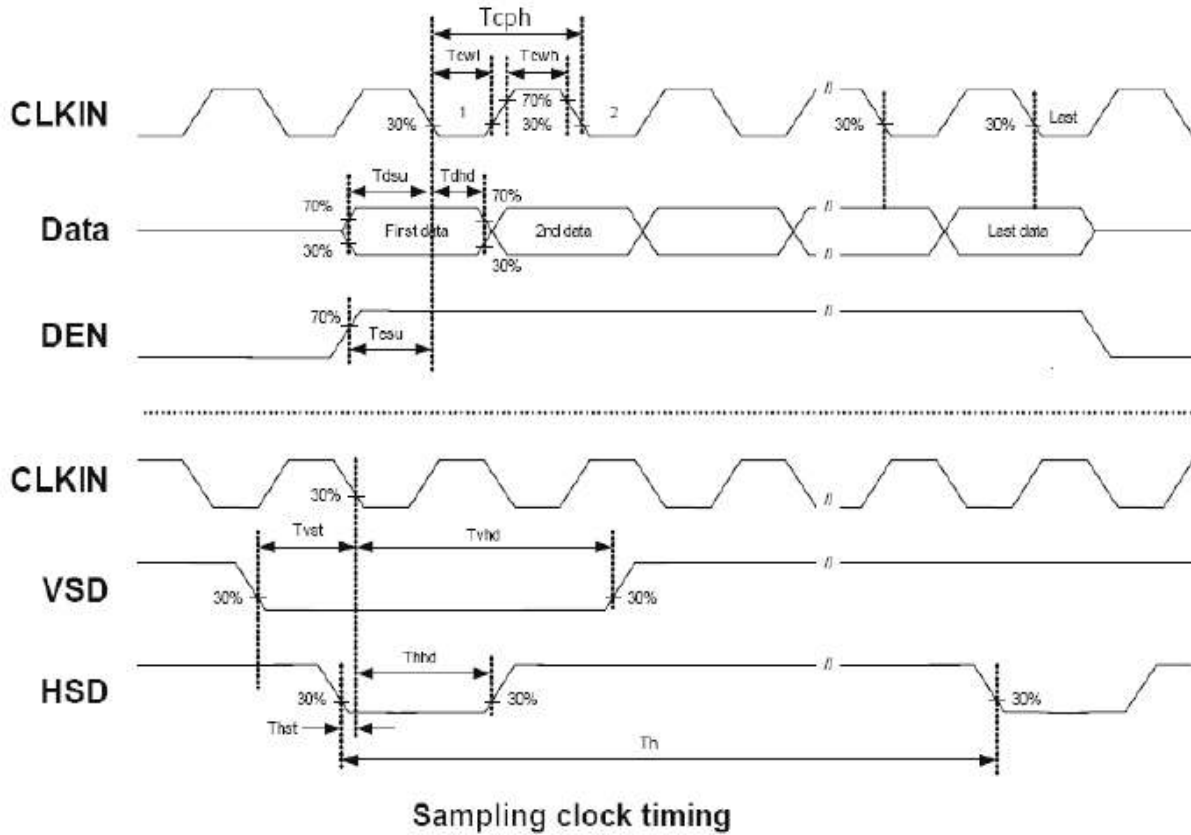 Tcph
Tcwl Tcwh
CLKIN 30% 1 70% 30% 2 30% 30% Last
Tdsu Tdhd
70% 70%
Data First data 2nd data Last data
30% 30%
DEN 70% Tesu
CLKIN 30%
Tvst Tvhd
VSD 30% 30%
Thhd
HSD 30% 30% 30%
Thst
Th
Sampling clock timing